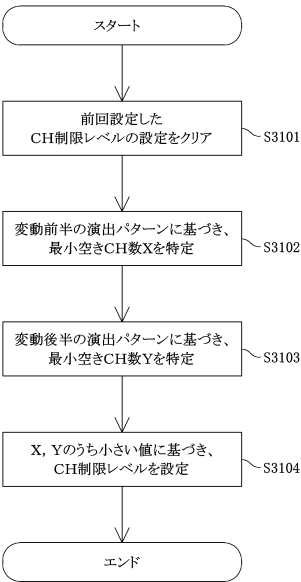 スタート
前回設定した
CH制限レベルの設定をクリア
S3101
変動前半の演出パターンに基づき、
最小空きCH数Xを特定
S3102
変動後半の演出パターンに基づき、
最小空きCH数Yを特定
S3103
X, Yのうち小さい値に基づき、
CH制限レベルを設定
S3104
エンド